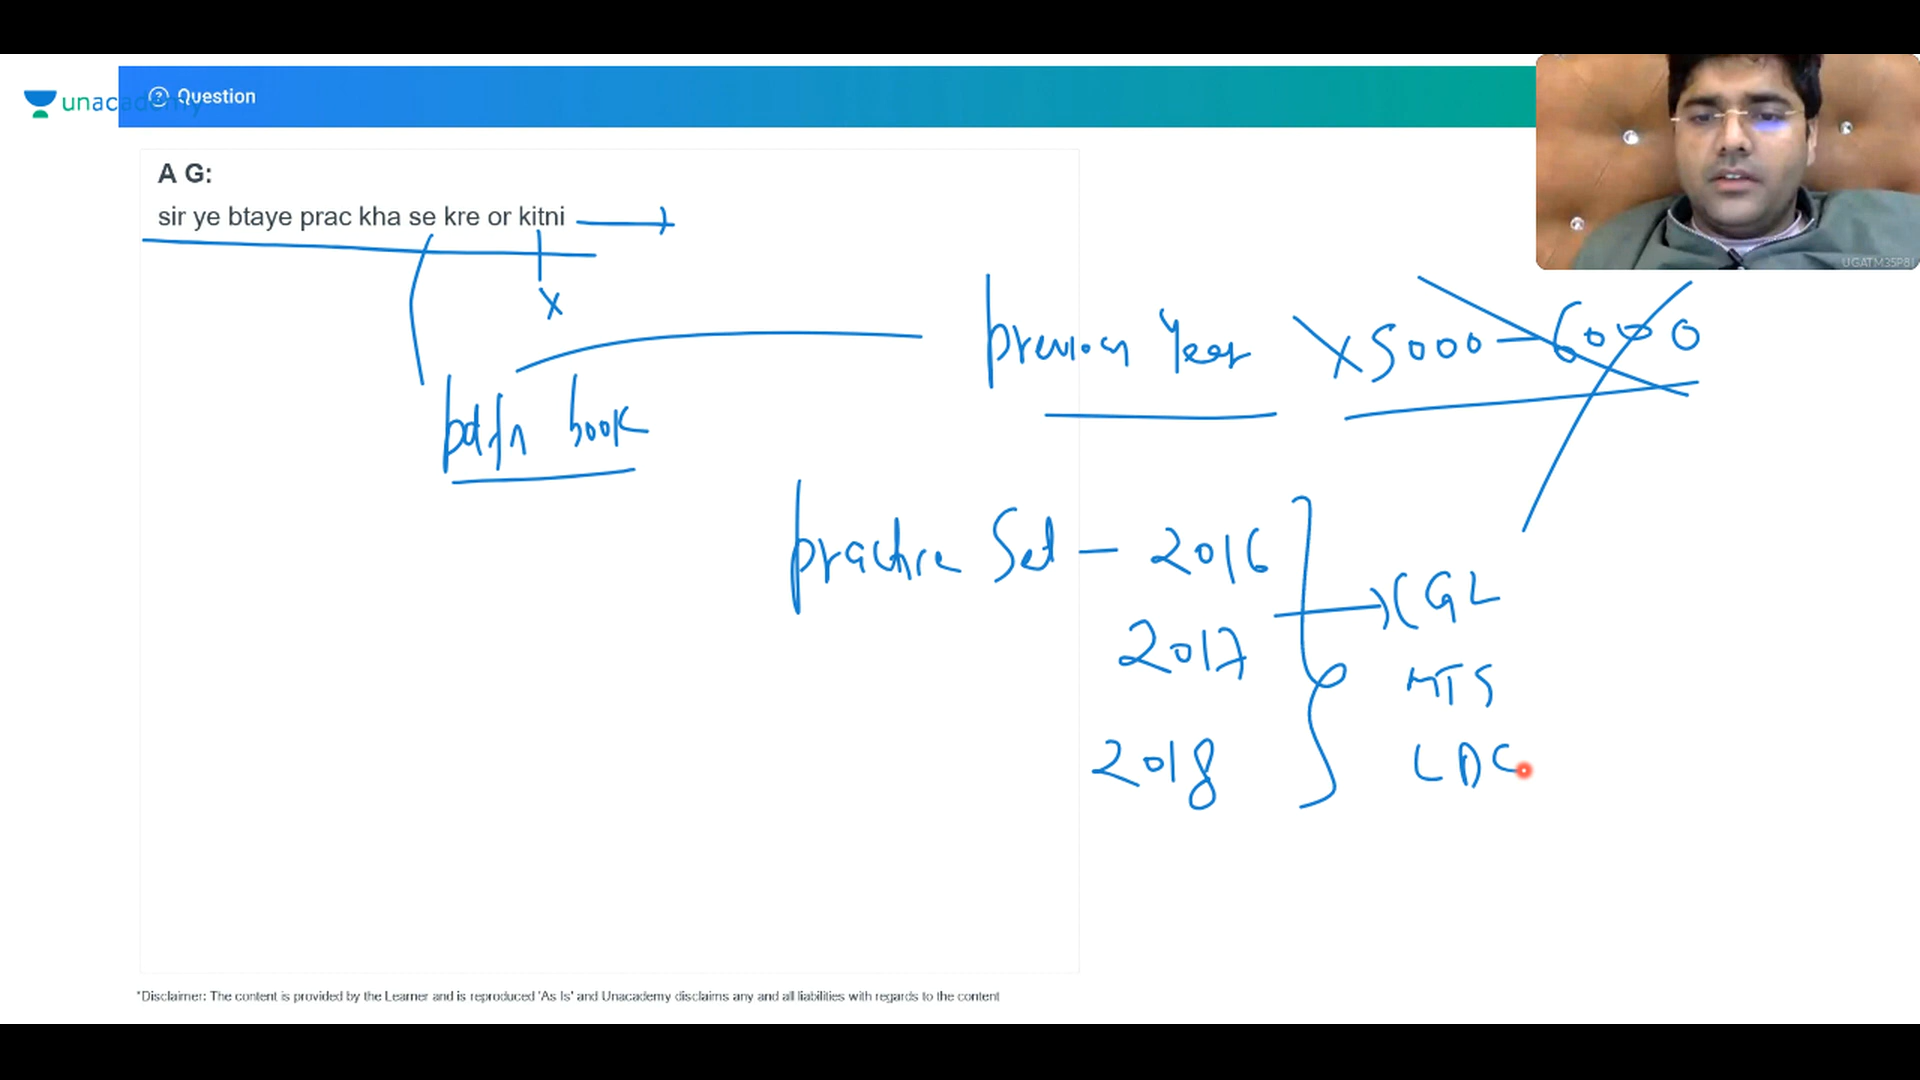 unacademy
Question
A G:
sir ye btaye prac kha se kre or kitni
x
Previous Year X 5000 - 6000
book
practice Set - 2016
2017
2018
CGL
MTS
LDC
UGATM35P8I
*Disclaimer: The content is provided by the Learner and is reproduced 'As Is' and Unacademy disclaims any and all liabilities with regards to the content